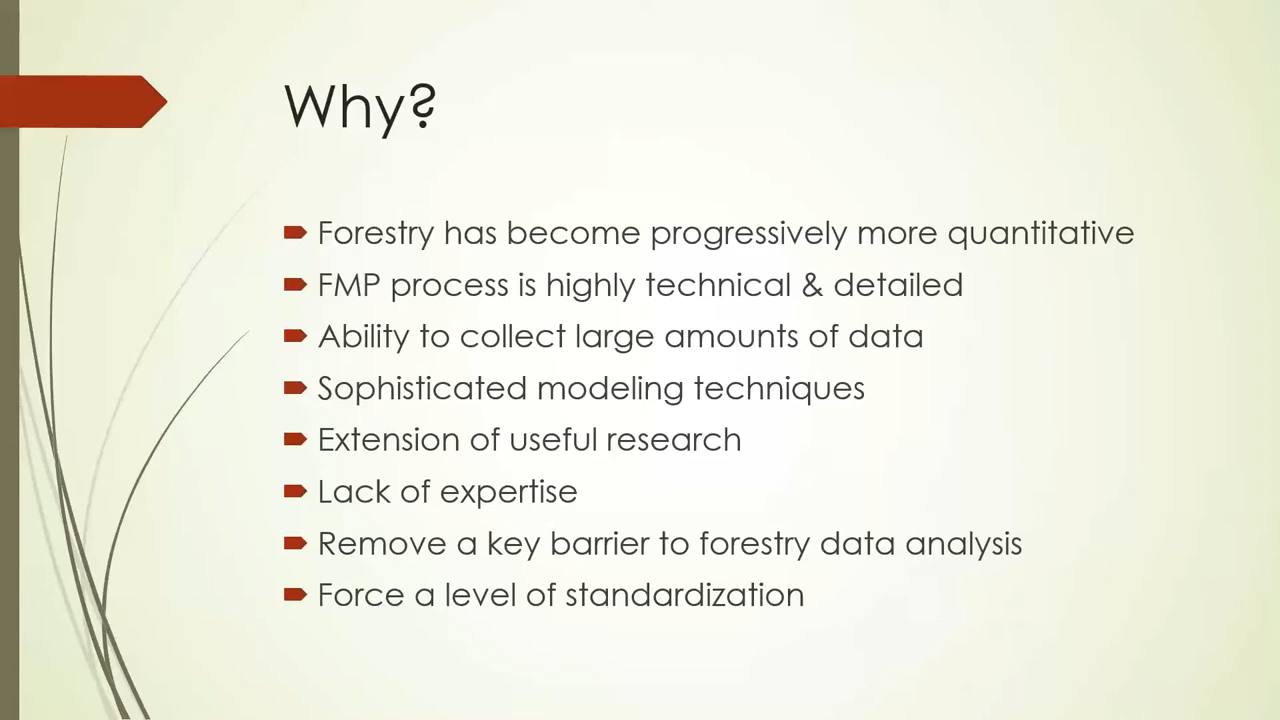 Why?
Forestry has become progressively more quantitative
FMP process is highly technical & detailed
Ability to collect large amounts of data
Sophisticated modeling techniques
Extension of useful research
Lack of expertise
Remove a key barrier to forestry data analysis
Force a level of standardization